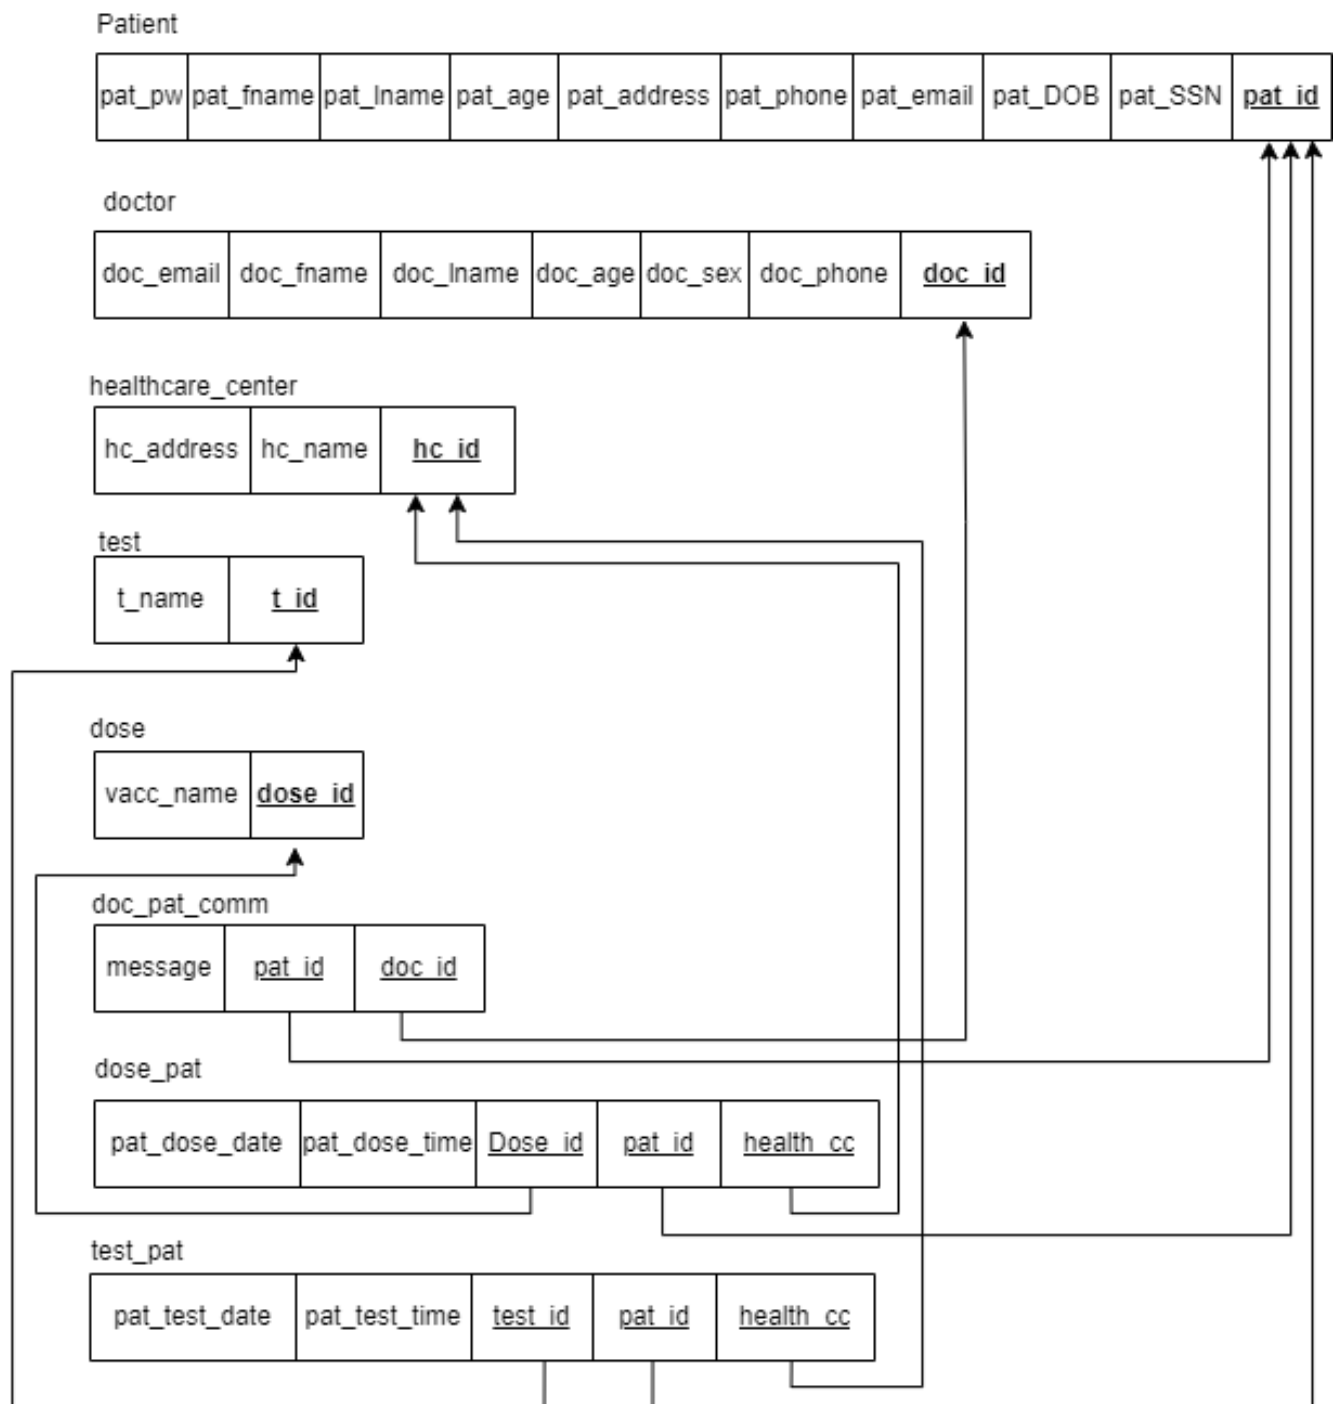 Patient
pat_pw pat_fname pat_lname pat_age pat_address pat_phone pat_email pat_DOB pat_SSN pat_id
doctor
doc_email doc_fname doc_lname doc_age doc_sex doc_phone doc_id
healthcare_center
hc_address hc_name hc_id
test
t_name t_id
dose
vacc_name dose_id
doc_pat_comm
message pat_id doc_id
dose_pat
pat_dose_date pat_dose_time Dose_id pat_id health_cc
test_pat
pat_test_date pat_test_time test_id pat_id health_cc